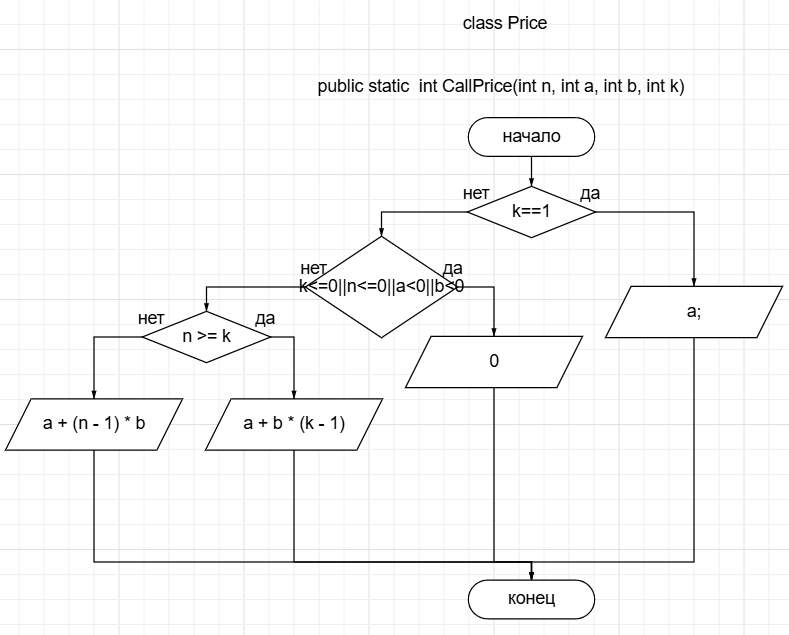 class Price
public static int CallPrice(int n, int a, int b, int k)
начало
нет
да
k==1
нет
да
k<=0||n<=0||a<0||b<0
a;
нет
да
n >= k
0
a + (n - 1) * b
a + b * (k - 1)
конец